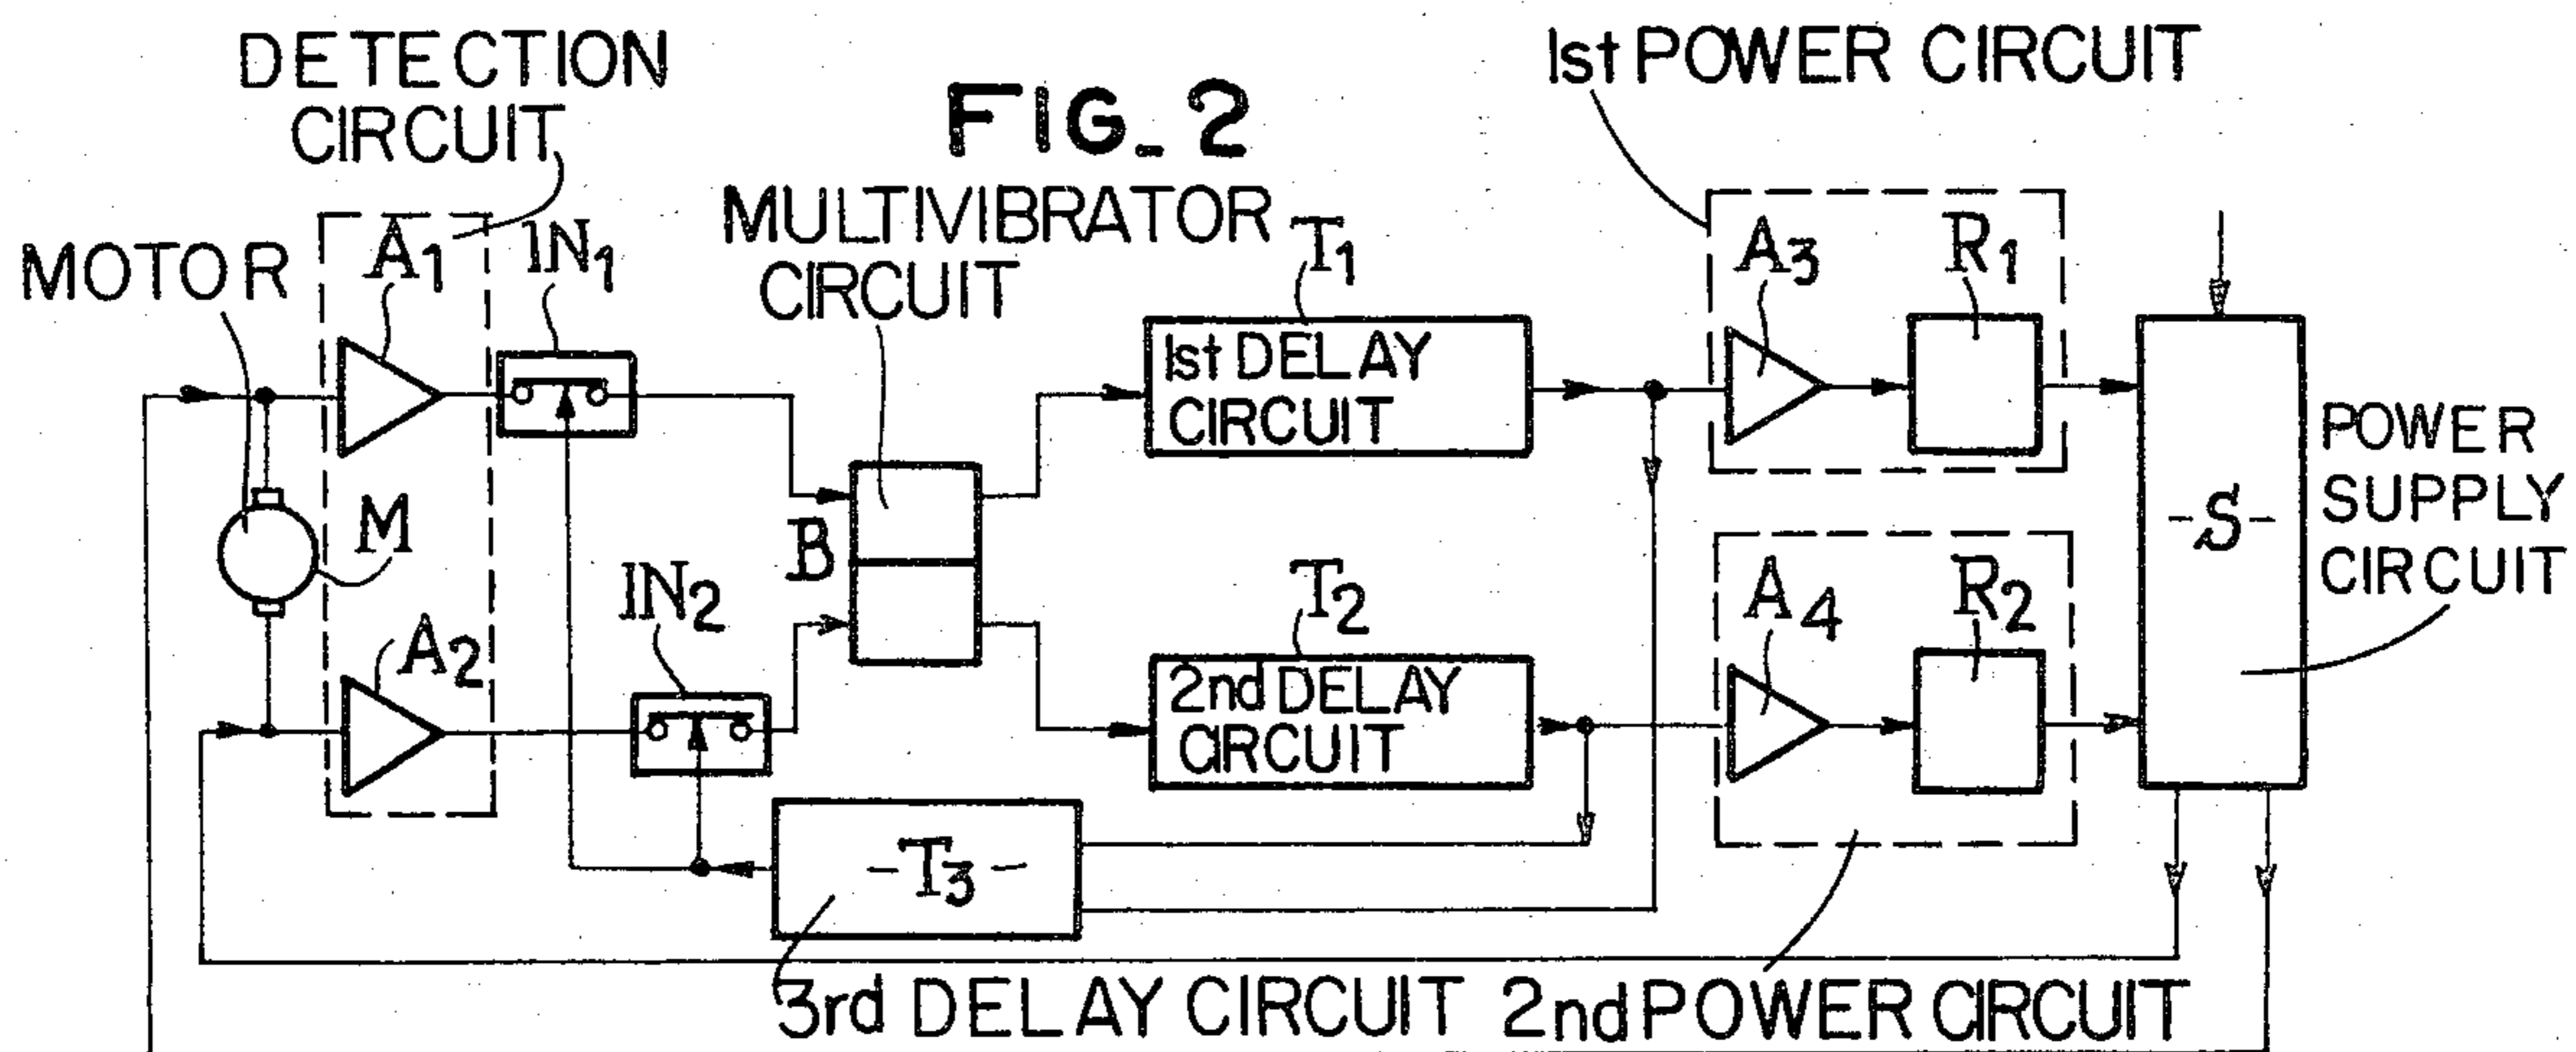 DETECTION
CIRCUIT
FIG_2
1st POWER CIRCUIT
MOTOR
A1
IN1
MULTIVIBRATOR
CIRCUIT
T1
A3
R1
1st DELAY
CIRCUIT
POWER
SUPPLY
CIRCUIT
-S-
M
B
IN2
T2
A4
R2
A2
2nd DELAY
CIRCUIT
-T3-
3rd DELAY CIRCUIT
2nd POWER CIRCUIT